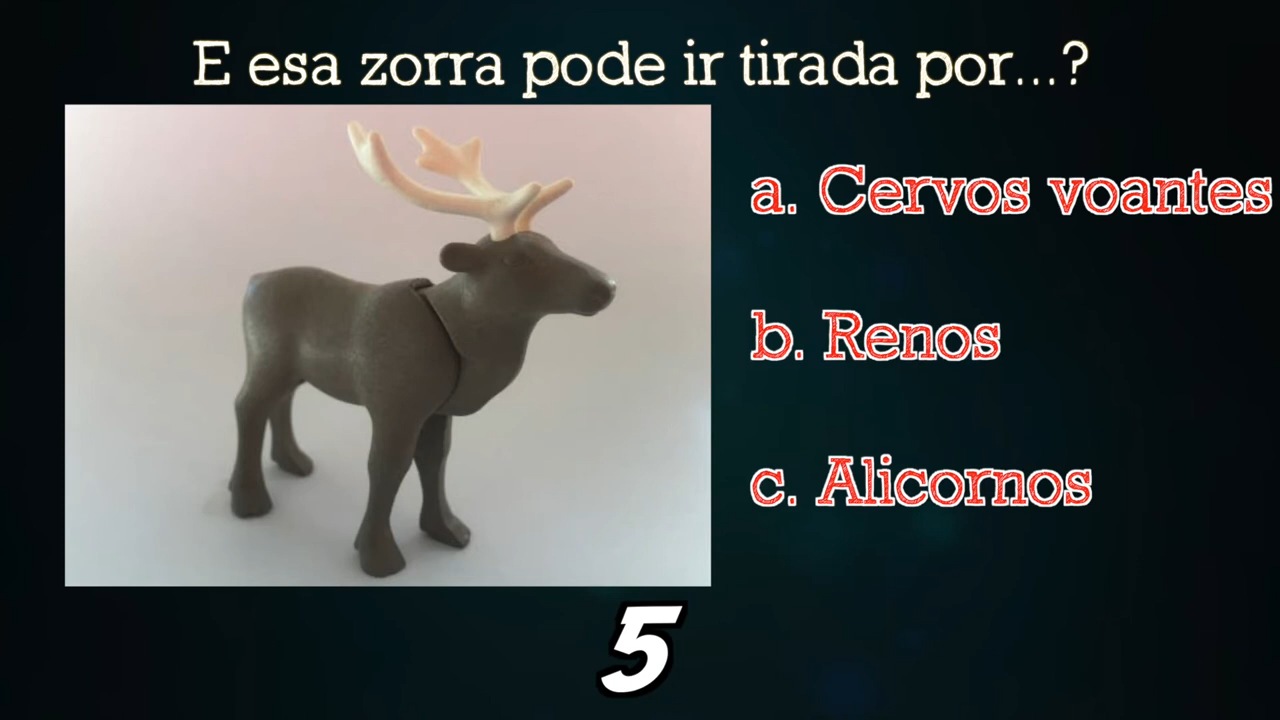 E esa zorra pode ir tirada por...?
a. Cervos voantes
b. Renos
c. Alicornos
5